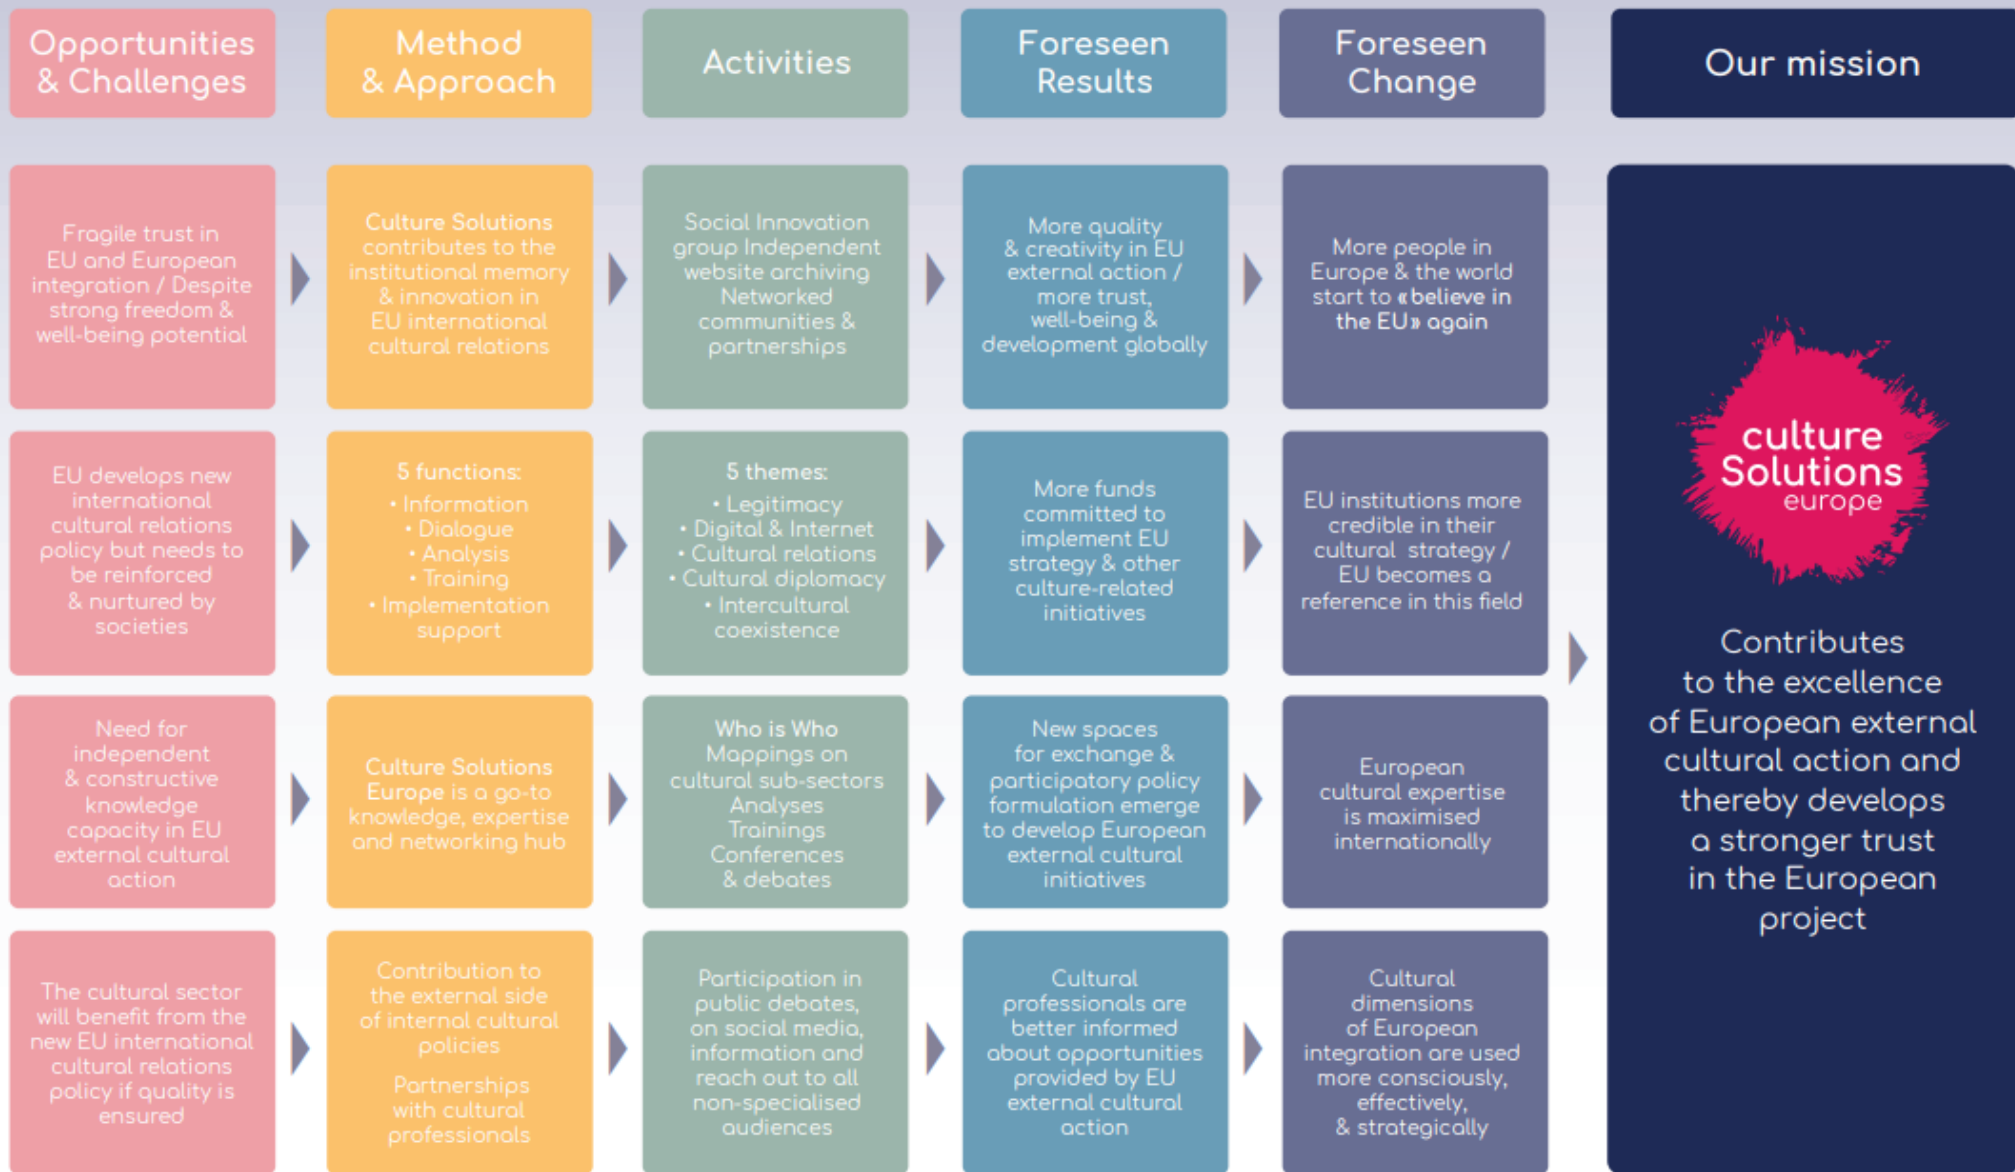 Opportunities
& Challenges
Method
& Approach
Activities
Foreseen
Results
Foreseen
Change
Our mission
Fragile trust in
EU and European
integration / Despite
strong freedom &
well-being potential
Culture Solutions
contributes to the
institutional memory
& innovation in
EU international
cultural relations
Social Innovation
group Independent
website archiving
Networked
communities &
partnerships
More quality
& creativity in EU
external action /
more trust,
well-being &
development globally
More people in
Europe & the world
start to «believe in
the EU» again
EU develops new
international
cultural relations
policy but needs to
be reinforced
& nurtured by
societies
5 functions:
• Information
• Dialogue
• Analysis
• Training
• Implementation
support
5 themes:
• Legitimacy
• Digital & Internet
• Cultural relations
• Cultural diplomacy
• Intercultural
coexistence
More funds
committed to
implement EU
strategy & other
culture-related
initiatives
EU institutions more
credible in their
cultural strategy /
EU becomes a
reference in this field
Need for
independent
& constructive
knowledge
capacity in EU
external cultural
action
Culture Solutions
Europe is a go-to
knowledge, expertise
and networking hub
Who is Who
Mappings on
cultural sub-sectors
Analyses
Trainings
Conferences
& debates
New spaces
for exchange &
participatory policy
formulation emerge
to develop European
external cultural
initiatives
European
cultural expertise
is maximised
internationally
The cultural sector
will benefit from the
new EU international
cultural relations
policy if quality is
ensured
Contribution to
the external side
of internal cultural
policies
Partnerships
with cultural
professionals
Participation in
public debates,
on social media,
information and
reach out to all
non-specialised
audiences
Cultural
professionals are
better informed
about opportunities
provided by EU
external cultural
action
Cultural
dimensions
of European
integration are used
more consciously,
effectively,
& strategically
culture
Solutions
europe
Contributes
to the excellence
of European external
cultural action and
thereby develops
a stronger trust
in the European
project